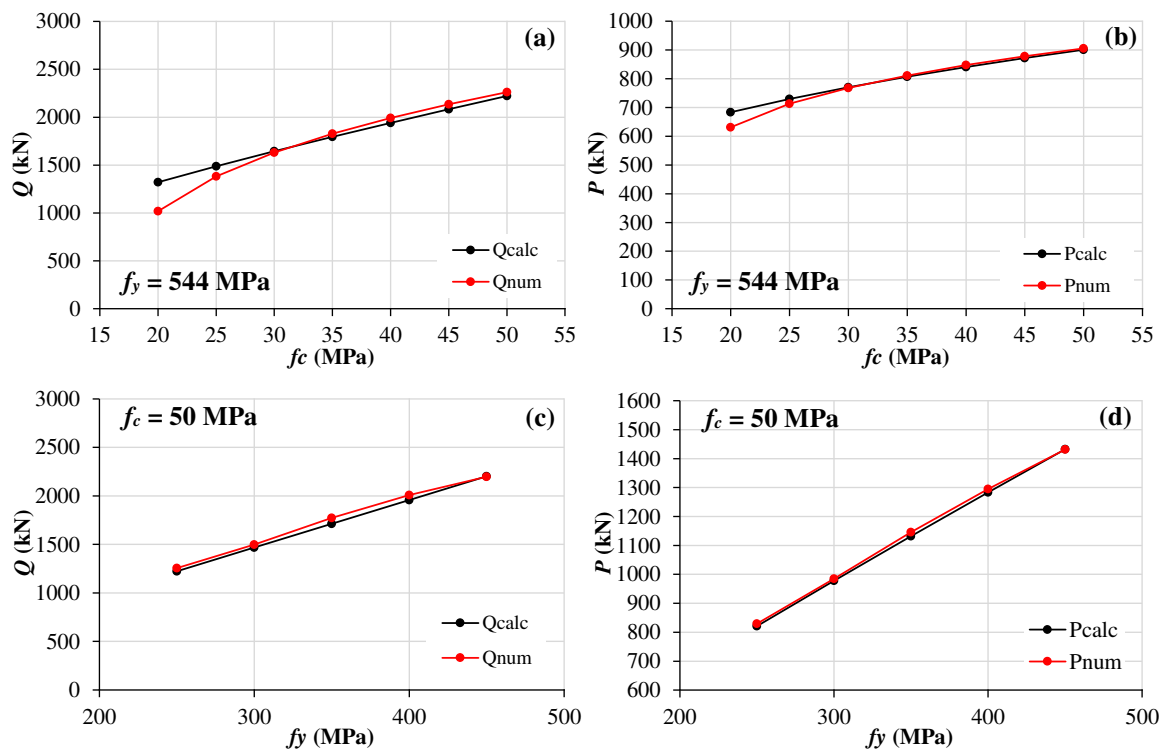 3000
2500
2000
1500
1000
500
0
Q (kN)
(a)
Qcalc
Qnum
fy = 544 MPa
15 20 25 30 35 40 45 50 55
fc (MPa)
1000
900
800
700
600
500
400
300
200
100
0
P (kN)
(b)
Pcalc
Pnum
fy = 544 MPa
15 20 25 30 35 40 45 50 55
fc (MPa)
3000
2500
2000
1500
1000
500
0
Q (kN)
fc = 50 MPa
(c)
Qcalc
Qnum
200 300 400 500
fy (MPa)
1600
1500
1400
1300
1200
1100
1000
900
800
700
600
P (kN)
fc = 50 MPa
(d)
Pcalc
Pnum
200 300 400 500
fy (MPa)